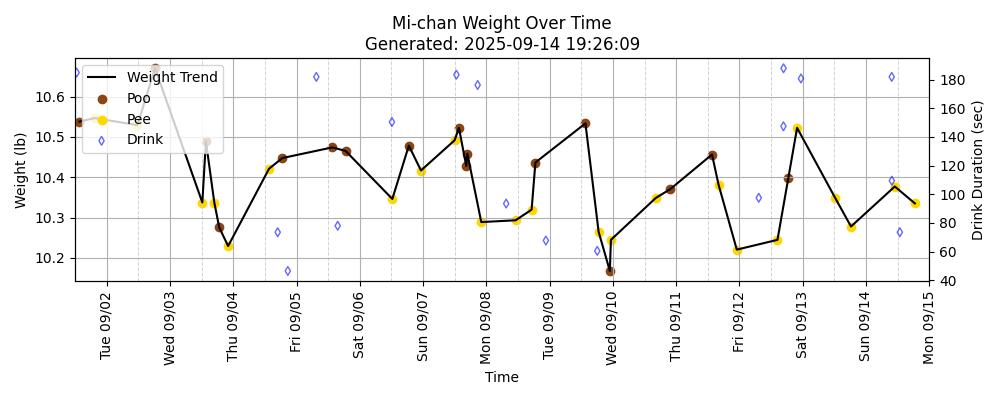 Mi-chan Weight Over Time
Generated: 2025-09-14 19:26:09
Weight Trend
Poo
Pee
Drink
Weight (lb)
10.6
10.5
10.4
10.3
10.2
Drink Duration (sec)
180
160
140
120
100
80
60
40
Tue 09/02
Wed 09/03
Thu 09/04
Fri 09/05
Sat 09/06
Sun 09/07
Mon 09/08
Tue 09/09
Wed 09/10
Thu 09/11
Fri 09/12
Sat 09/13
Sun 09/14
Mon 09/15
Time